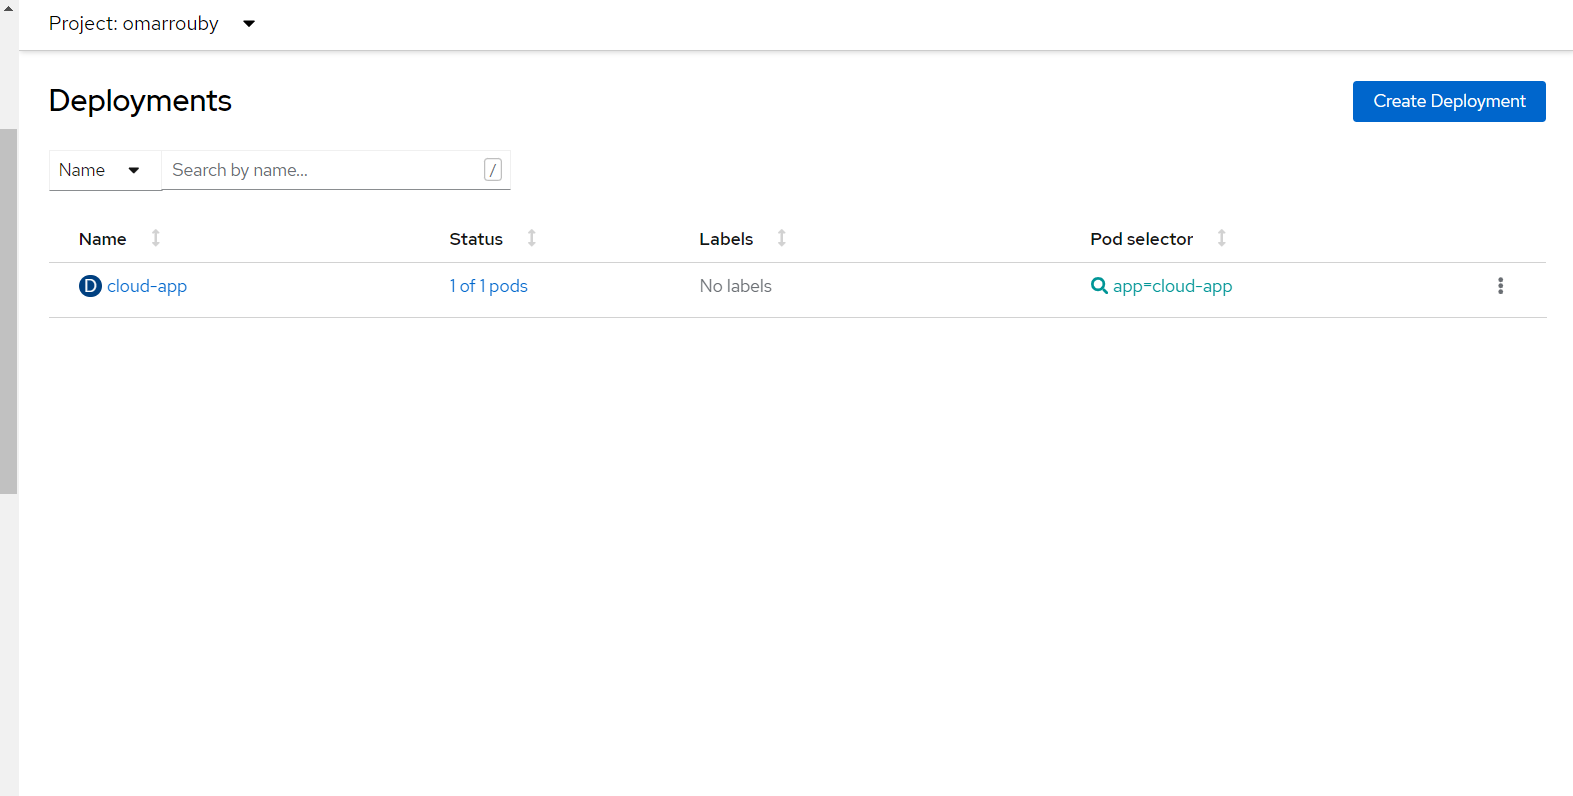 Project: omarrouby
Deployments
Create Deployment
Name
Search by name...
/
Name Status Labels Pod selector
D cloud-app 1 of 1 pods No labels app=cloud-app